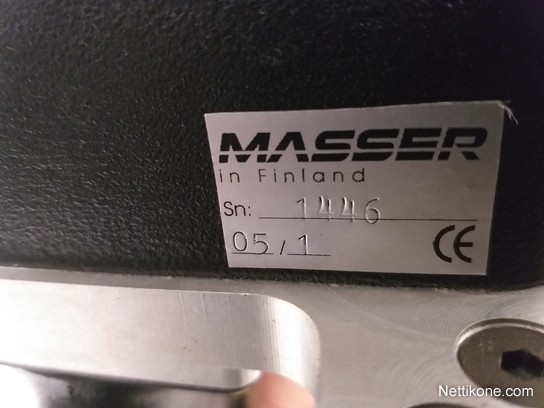 MASSER
in Finland
Sn: 1446
05/1
CE
Nettikone.com